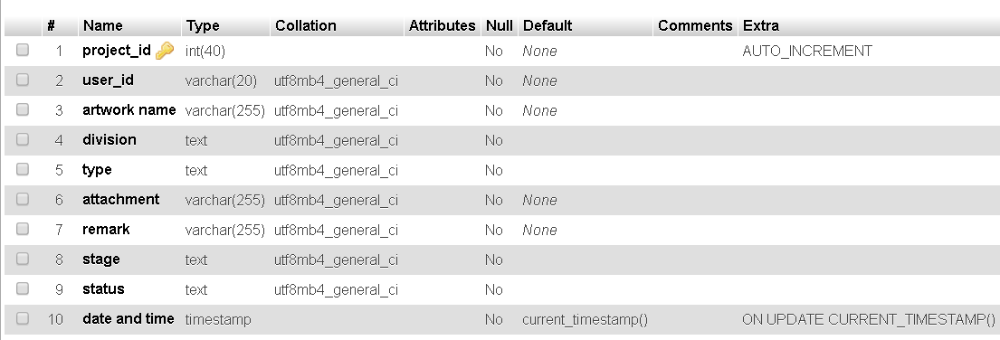 # Name Type Collation Attributes Null Default Comments Extra
1 project_id int(40) No None AUTO_INCREMENT
2 user_id varchar(20) utf8mb4_general_ci No None
3 artwork name varchar(255) utf8mb4_general_ci No None
4 division text utf8mb4_general_ci No
5 type text utf8mb4_general_ci No
6 attachment varchar(255) utf8mb4_general_ci No None
7 remark varchar(255) utf8mb4_general_ci No None
8 stage text utf8mb4_general_ci No
9 status text utf8mb4_general_ci No
10 date and time timestamp No current_timestamp() ON UPDATE CURRENT_TIMESTAMP()